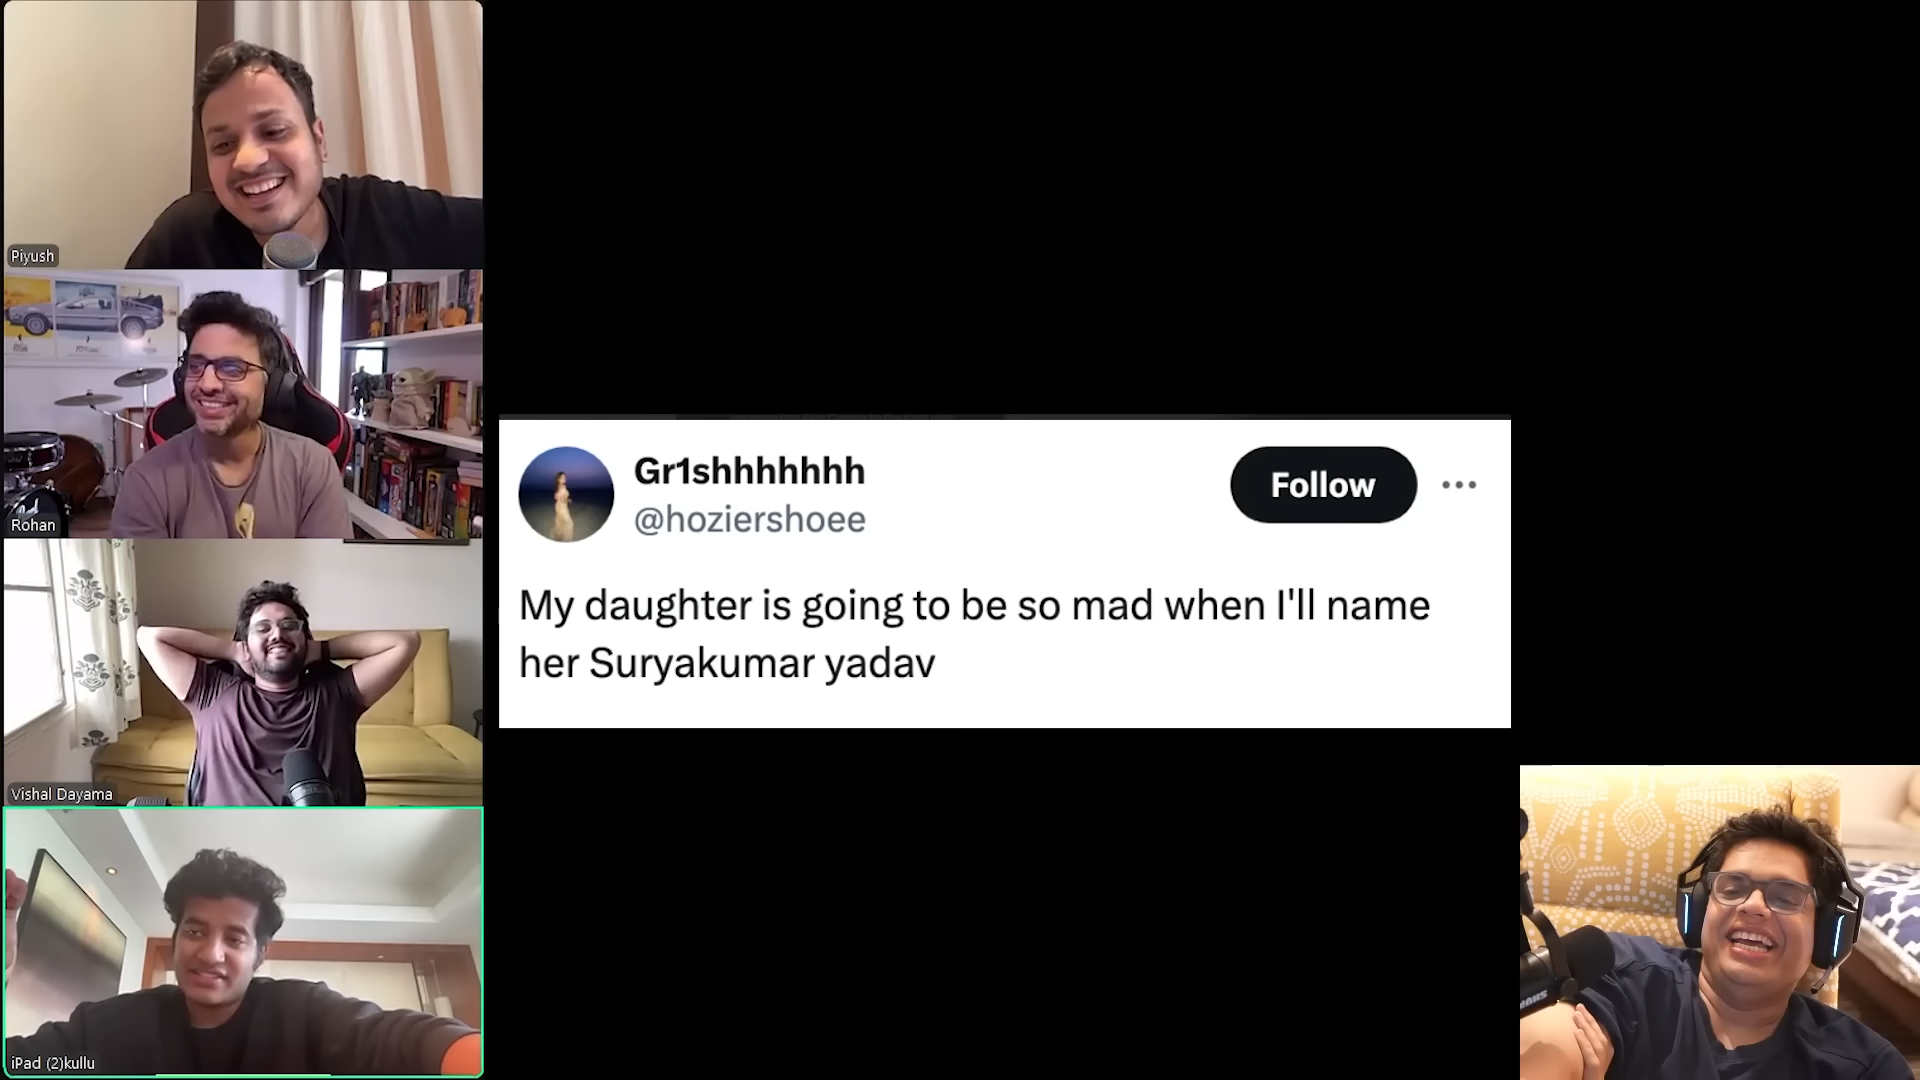 Piyush
Rohan
Vishal Dayama
iPad (2)kullu
Gr1shhhhhhh
@hoziershoee
Follow
My daughter is going to be so mad when I'll name
her Suryakumar yadav